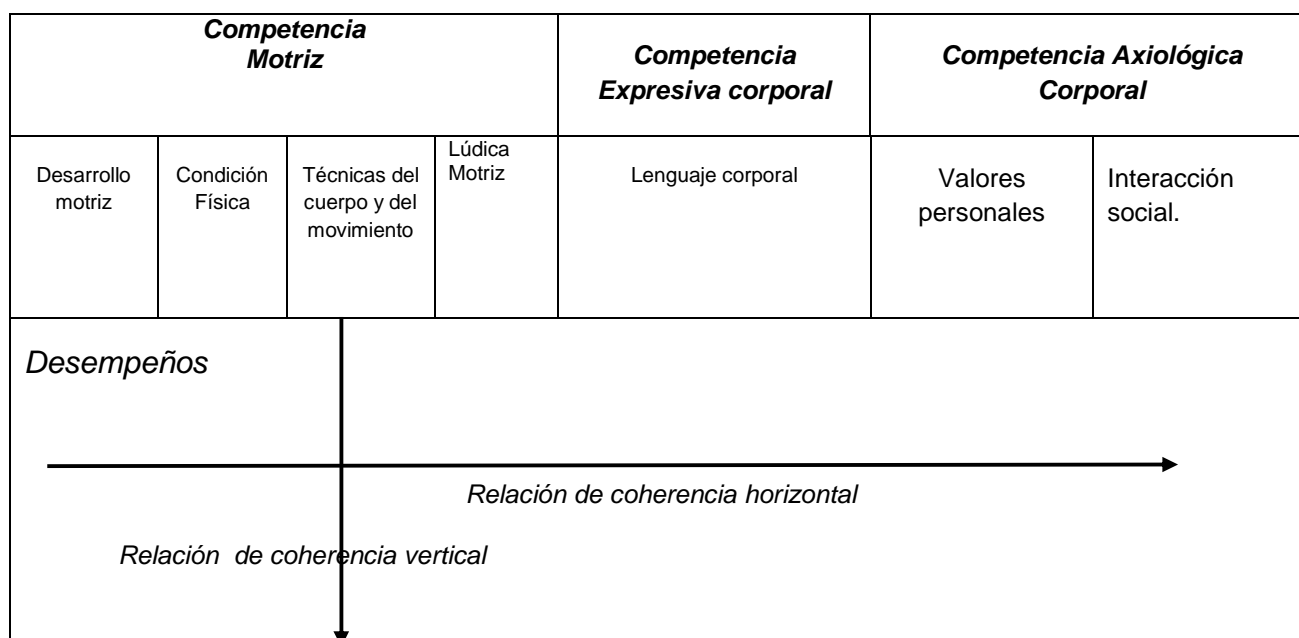 Competencia
Motriz
Competencia
Expresiva corporal
Competencia Axiológica
Corporal
Desarrollo
motriz
Condición
Física
Técnicas del
cuerpo y del
movimiento
Lúdica
Motriz
Lenguaje corporal
Valores
personales
Interacción
social.
Desempeños
Relación de coherencia horizontal
Relación  de coherencia vertical